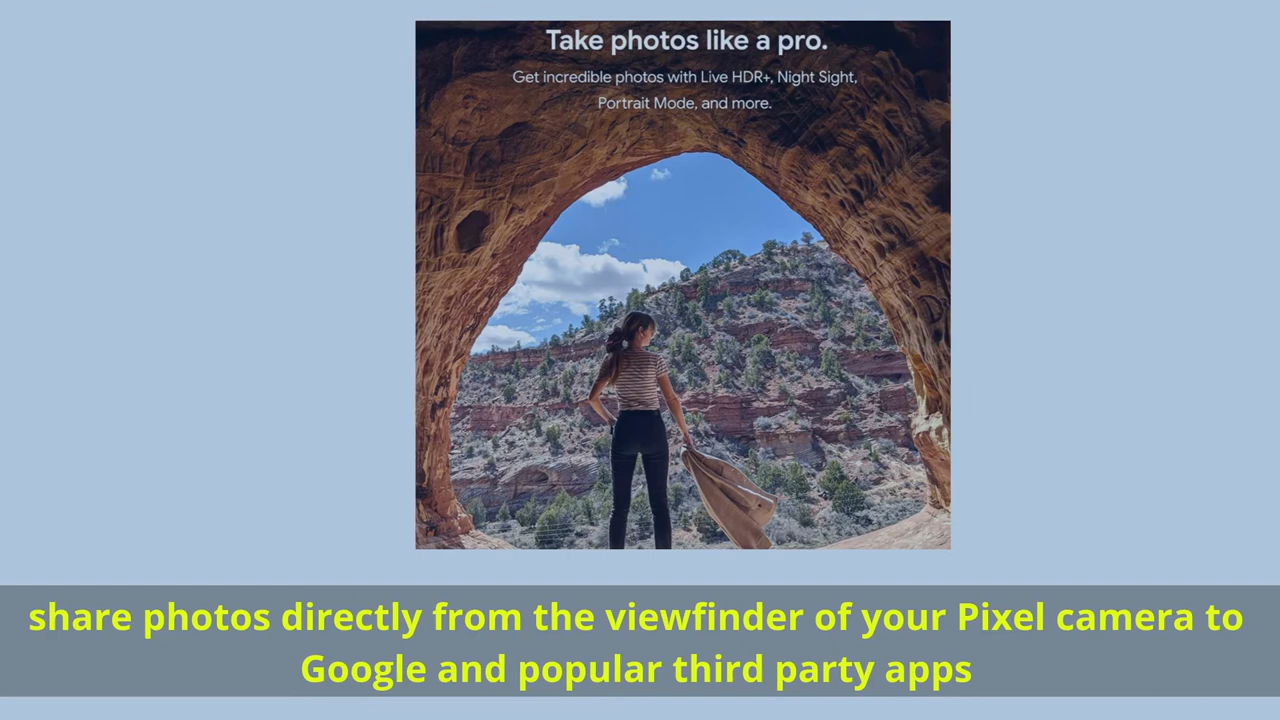 Take photos like a pro.
Get incredible photos with Live HDR+, Night Sight,
Portrait Mode, and more.
share photos directly from the viewfinder of your Pixel camera to
Google and popular third party apps